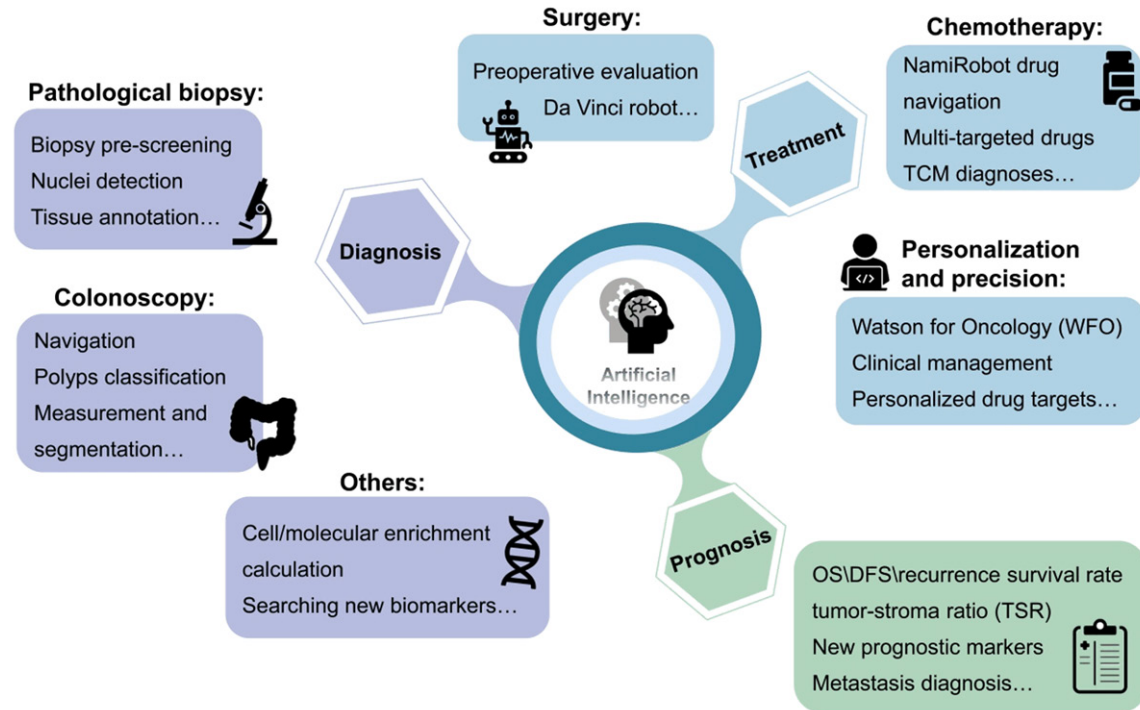 Surgery:
Preoperative evaluation
Da Vinci robot…
Chemotherapy:
NamiRobot drug
navigation
Multi-targeted drugs
TCM diagnoses…
Pathological biopsy:
Biopsy pre-screening
Nuclei detection
Tissue annotation…
Treatment
Diagnosis
Personalization
and precision:
</>
Watson for Oncology (WFO)
Clinical management
Personalized drug targets…
Colonoscopy:
Navigation
Polyps classification
Measurement and
segmentation…
Artificial
Intelligence
Others:
Cell/molecular enrichment
calculation
Searching new biomarkers…
Prognosis
OS\DFS\recurrence survival rate
tumor-stroma ratio (TSR)
New prognostic markers
Metastasis diagnosis…